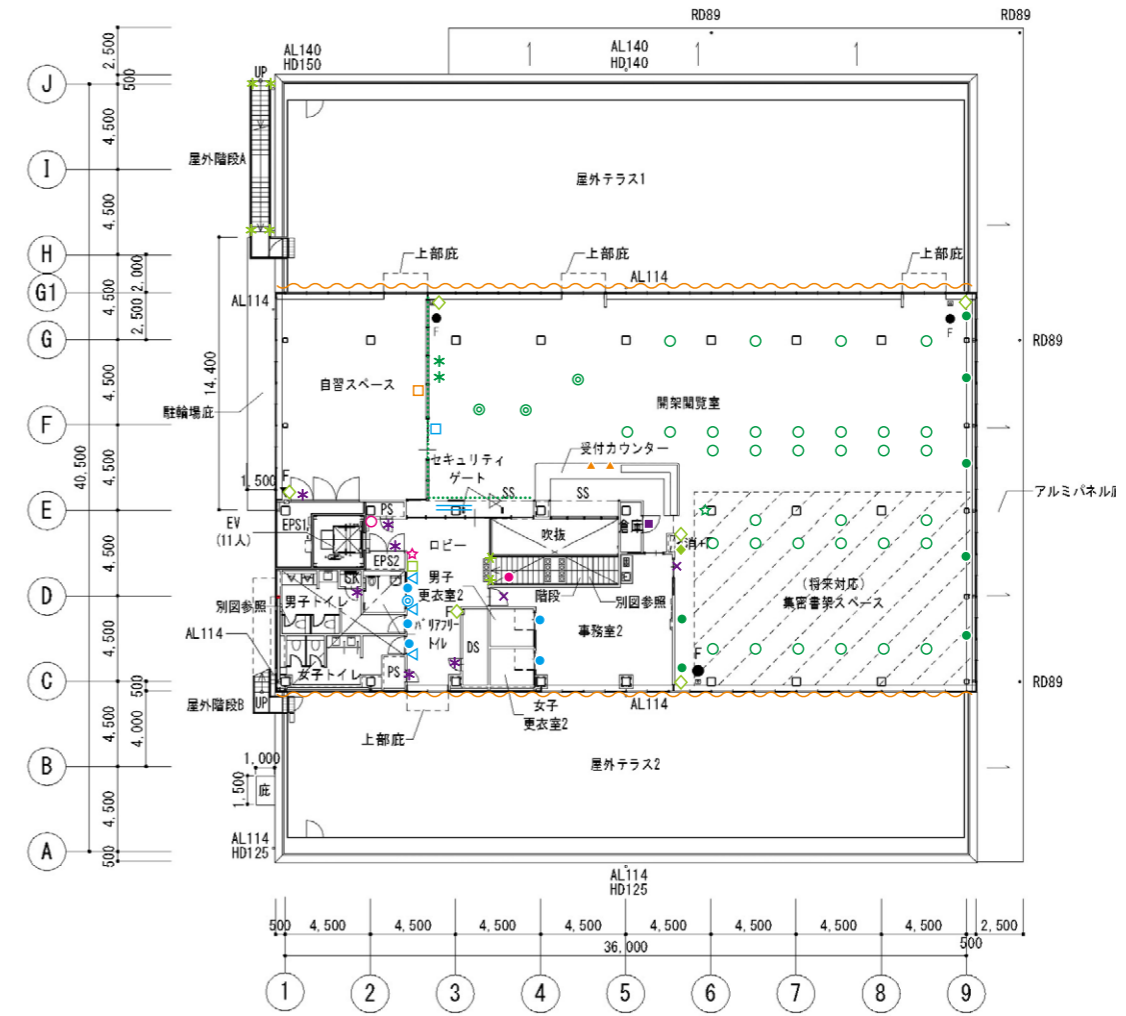 RD89
RD89
2,500
AL140
HD150
AL140
HD140
UP
J
500
4,500
屋外階段A
I
屋外テラス1
4,500
H
上部庇
上部庇
上部庇
2,000
AL114
G1
4,500
AL114
2,500
F
F
G
RD89
14,400
自習スペース
4,500
開架閲覧室
駐輪場庇
F
受付カウンター
40,500
セキュリティ
ゲート
4,500
1,500
F
SS
SS
アルミパネル庇
E
PS
EPS1
EV
(11人)
倉庫
吹抜
ロビー
消+F
4,500
EPS2
SK
男子
更衣室2
階段
別図参照
(将来対応)
集密書架スペース
D
別図参照
男子トイレ
F
バリアフリー
トイレ
事務室2
AL114
4,500
DS
F
女子トイレ
PS
C
500
RD89
屋外階段B
UP
女子
更衣室2
AL114
4,500
4,000
上部庇
B
1,000
屋外テラス2
1,500
庇
4,500
AL114
HD125
A
500
AL114
HD125
500
4,500
4,500
4,500
4,500
4,500
4,500
4,500
4,500
2,500
36,000
500
1
2
3
4
5
6
7
8
9